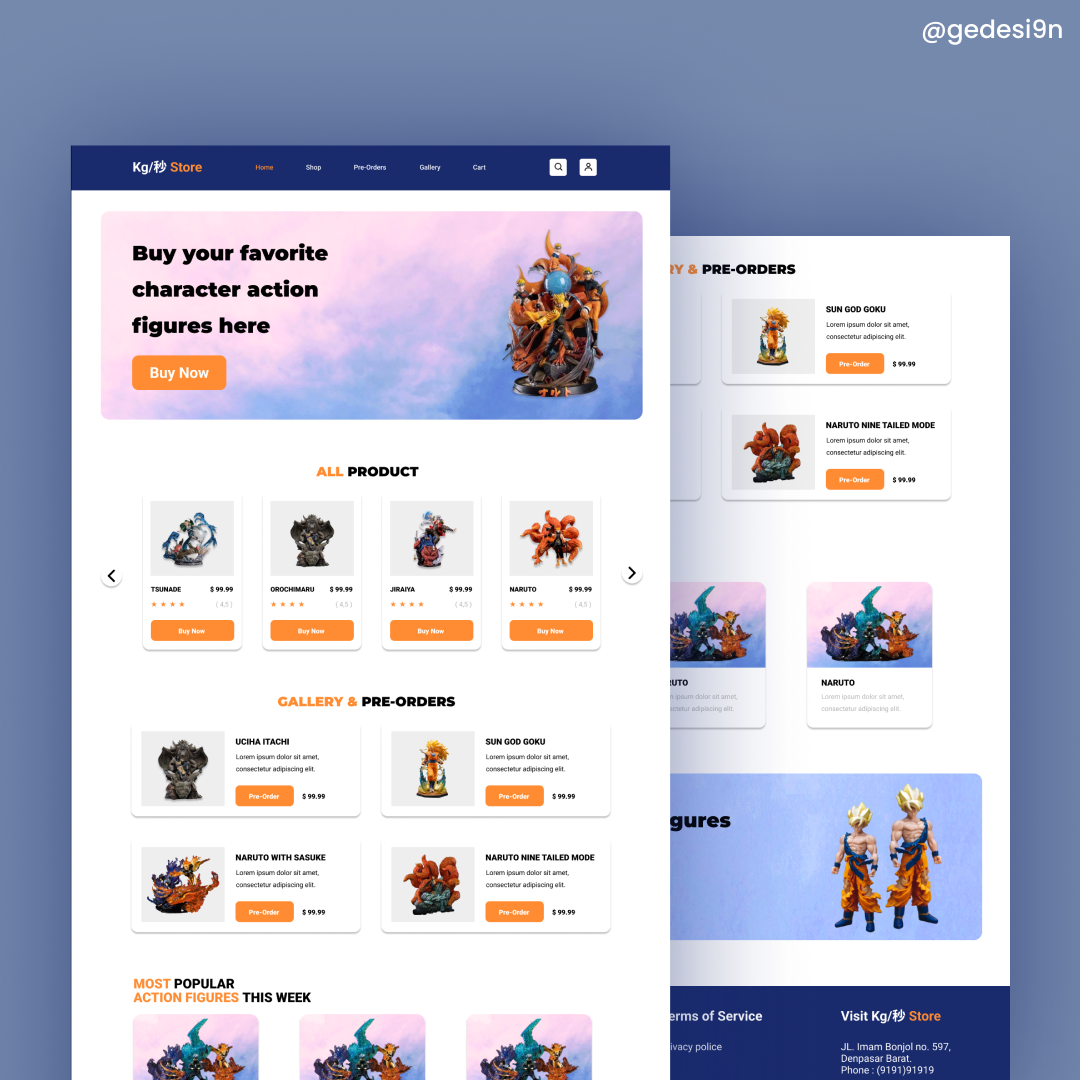 @gedesi9n
Kg/秒 Store
Home
Shop
Pre-Orders
Gallery
Cart
Buy your favorite
character action
figures here
Buy Now
ナルト
ALL PRODUCT
TSUNADE $ 99.99
( 4,5 )
Buy Now
OROCHIMARU $ 99.99
( 4,5 )
Buy Now
JIRAIYA $ 99.99
( 4,5 )
Buy Now
NARUTO $ 99.99
( 4,5 )
Buy Now
GALLERY & PRE-ORDERS
UCIHA ITACHI
Lorem ipsum dolor sit amet,
consectetur adipiscing elit.
Pre-Order $ 99.99
SUN GOD GOKU
Lorem ipsum dolor sit amet,
consectetur adipiscing elit.
Pre-Order $ 99.99
NARUTO WITH SASUKE
Lorem ipsum dolor sit amet,
consectetur adipiscing elit.
Pre-Order $ 99.99
NARUTO NINE TAILED MODE
Lorem ipsum dolor sit amet,
consectetur adipiscing elit.
Pre-Order $ 99.99
MOST POPULAR
ACTION FIGURES THIS WEEK
RY & PRE-ORDERS
SUN GOD GOKU
Lorem ipsum dolor sit amet,
consectetur adipiscing elit.
Pre-Order $ 99.99
NARUTO NINE TAILED MODE
Lorem ipsum dolor sit amet,
consectetur adipiscing elit.
Pre-Order $ 99.99
RUTO
ipsum dolor sit amet,
ectetur adipiscing elit.
NARUTO
Lorem ipsum dolor sit amet,
consectetur adipiscing elit.
gures
erms of Service
ivacy police
Visit Kg/秒 Store
JL. Imam Bonjol no. 597,
Denpasar Barat.
Phone : (9191)91919